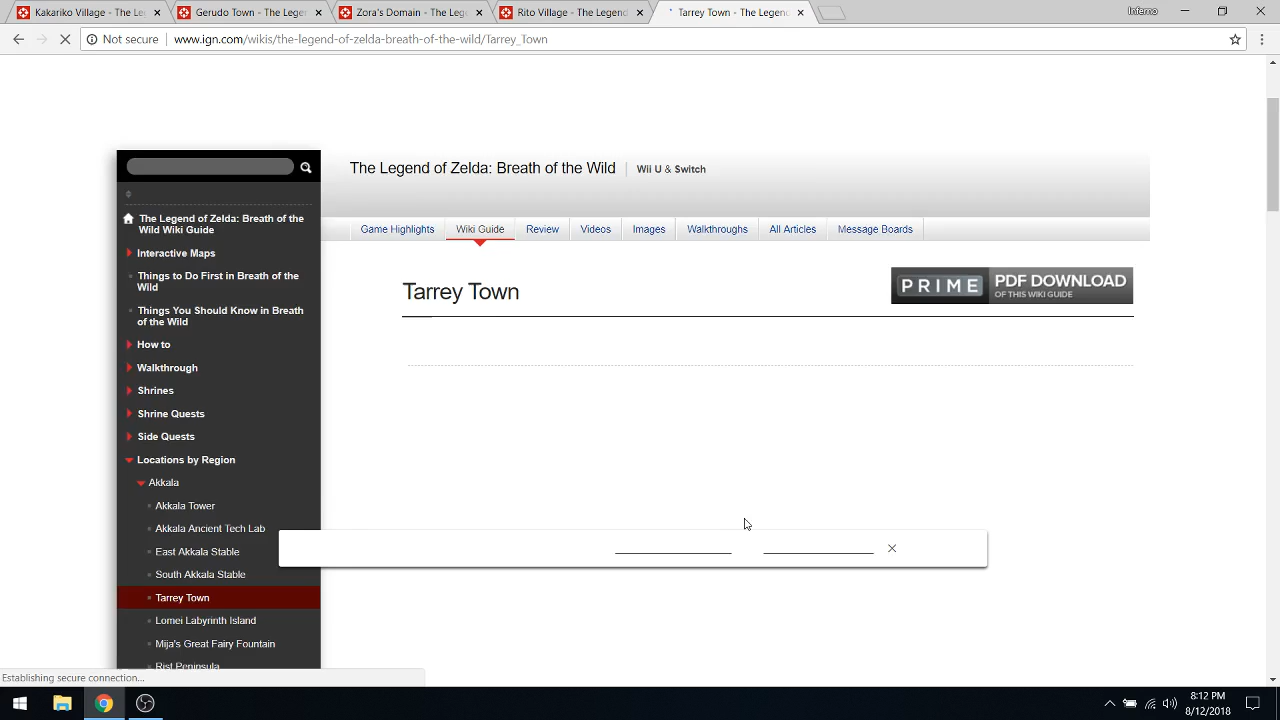 Kakariko Village - The L
Gerudo Town - The Legen
Zora's Domain - The Leg
Rito Village - The Legend
Tarrey Town - The Legen
Inferno
Not secure
www.ign.com/wikis/the-legend-of-zelda-breath-of-the-wild/Tarrey_Town
The Legend of Zelda: Breath of the Wild
Wii U & Switch
Game Highlights
Wiki Guide
Review
Videos
Images
Walkthroughs
All Articles
Message Boards
Tarrey Town
PRIME
PDF DOWNLOAD
OF THIS WIKI GUIDE
The Legend of Zelda: Breath of the
Wild Wiki Guide
Interactive Maps
Things to Do First in Breath of the
Wild
Things You Should Know in Breath
of the Wild
How to
Walkthrough
Shrines
Shrine Quests
Side Quests
Locations by Region
Akkala
Akkala Tower
Akkala Ancient Tech Lab
East Akkala Stable
South Akkala Stable
Tarrey Town
Lomei Labyrinth Island
Mija's Great Fairy Fountain
Rist Peninsula
Establishing secure connection...
8:12 PM
8/12/2018